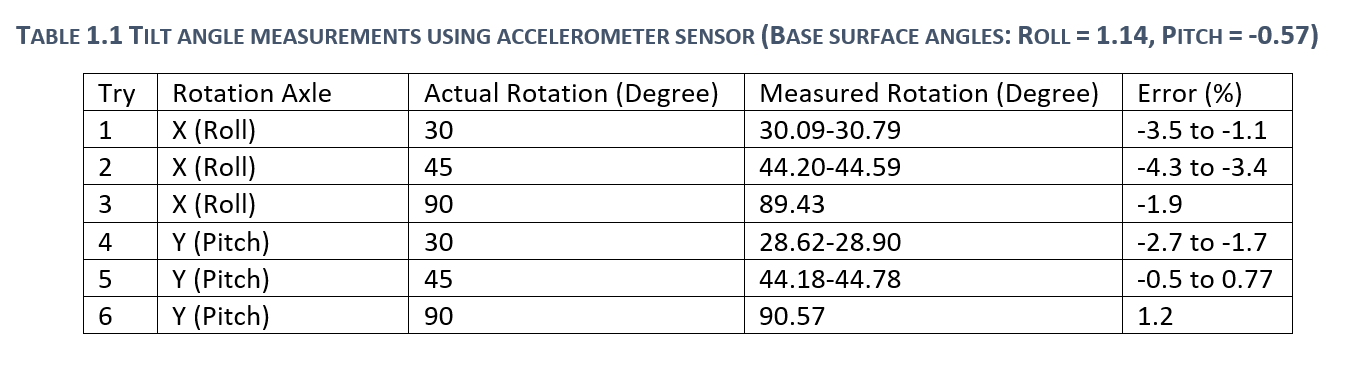 TABLE 1.1 TILT ANGLE MEASUREMENTS USING ACCELEROMETER SENSOR (BASE SURFACE ANGLES: ROLL = 1.14, PITCH = -0.57)
Try Rotation Axle Actual Rotation (Degree) Measured Rotation (Degree) Error (%)
1 X (Roll) 30 30.09-30.79 -3.5 to -1.1
2 X (Roll) 45 44.20-44.59 -4.3 to -3.4
3 X (Roll) 90 89.43 -1.9
4 Y (Pitch) 30 28.62-28.90 -2.7 to -1.7
5 Y (Pitch) 45 44.18-44.78 -0.5 to 0.77
6 Y (Pitch) 90 90.57 1.2